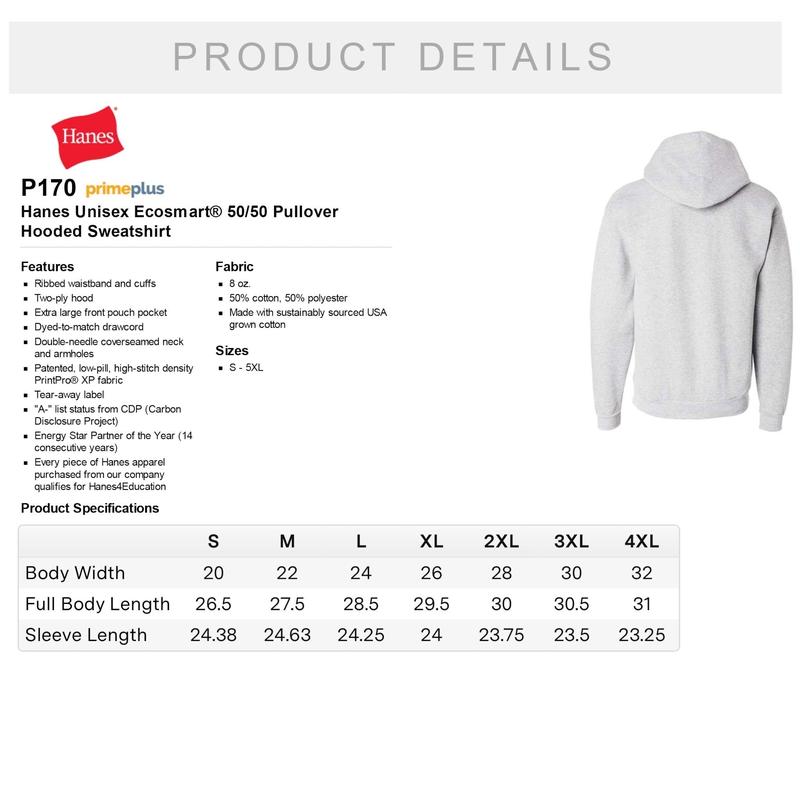 PRODUCT DETAILS
Hanes®
P170 primeplus
Hanes Unisex Ecosmart® 50/50 Pullover
Hooded Sweatshirt
Features
▪ Ribbed waistband and cuffs
▪ Two-ply hood
▪ Extra large front pouch pocket
▪ Dyed-to-match drawcord
▪ Double-needle coverseamed neck
and armholes
▪ Patented, low-pill, high-stitch density
PrintPro® XP fabric
▪ Tear-away label
▪ "A-" list status from CDP (Carbon
Disclosure Project)
▪ Energy Star Partner of the Year (14
consecutive years)
▪ Every piece of Hanes apparel
purchased from our company
qualifies for Hanes4Education
Fabric
▪ 8 oz.
▪ 50% cotton, 50% polyester
▪ Made with sustainably sourced USA
grown cotton
Sizes
▪ S - 5XL
Product Specifications
S M L XL 2XL 3XL 4XL
Body Width 20 22 24 26 28 30 32
Full Body Length 26.5 27.5 28.5 29.5 30 30.5 31
Sleeve Length 24.38 24.63 24.25 24 23.75 23.5 23.25